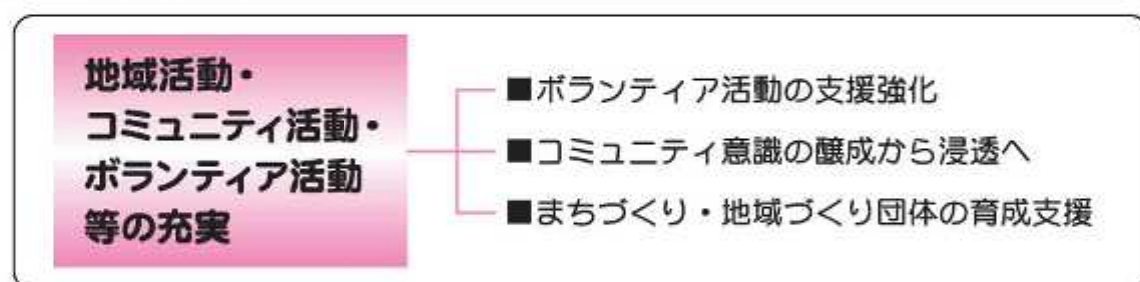 地域活動・
コミュニティ活動・
ボランティア活動
等の充実
■ボランティア活動の支援強化
■コミュニティ意識の醸成から浸透へ
■まちづくり・地域づくり団体の育成支援